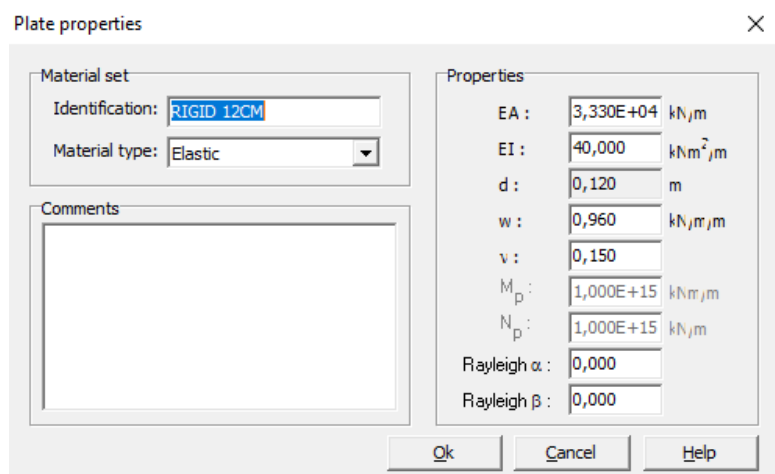 Plate properties
Material set
Identification: RIGID 12CM
Material type: Elastic
Comments
Properties
EA : 3,330E+04 kN/m
EI : 40,000 kNm²/m
d : 0,120 m
w : 0,960 kN/m/m
ν : 0,150
Mp : 1,000E+15 kNm/m
Np : 1,000E+15 kN/m
Rayleigh α : 0,000
Rayleigh β : 0,000
Ok Cancel Help